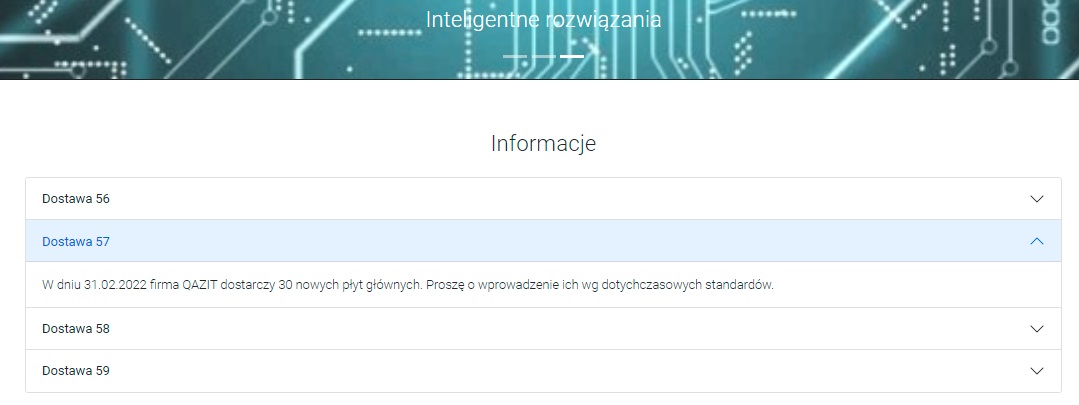 Inteligentne rozwiązania
Informacje
Dostawa 56
Dostawa 57
W dniu 31.02.2022 firma QAZIT dostarczy 30 nowych płyt głównych. Proszę o wprowadzenie ich wg dotychczasowych standardów.
Dostawa 58
Dostawa 59